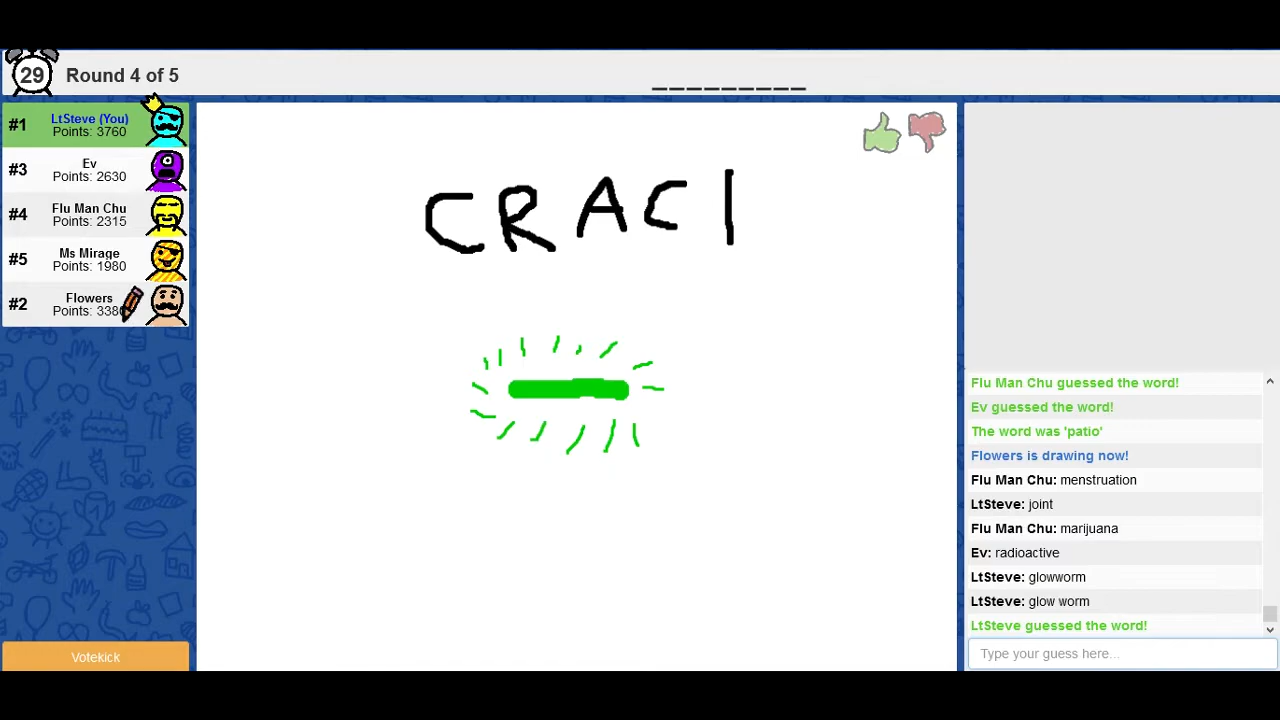 29 Round 4 of 5 _________
#1 LtSteve (You)
Points: 3760
#3 Ev
Points: 2630
#4 Flu Man Chu
Points: 2315
#5 Ms Mirage
Points: 1980
#2 Flowers
Points: 3380
Votekick
CRACI
Flu Man Chu guessed the word!
Ev guessed the word!
The word was 'patio'
Flowers is drawing now!
Flu Man Chu: menstruation
LtSteve: joint
Flu Man Chu: marijuana
Ev: radioactive
LtSteve: glowworm
LtSteve: glow worm
LtSteve guessed the word!
Type your guess here...